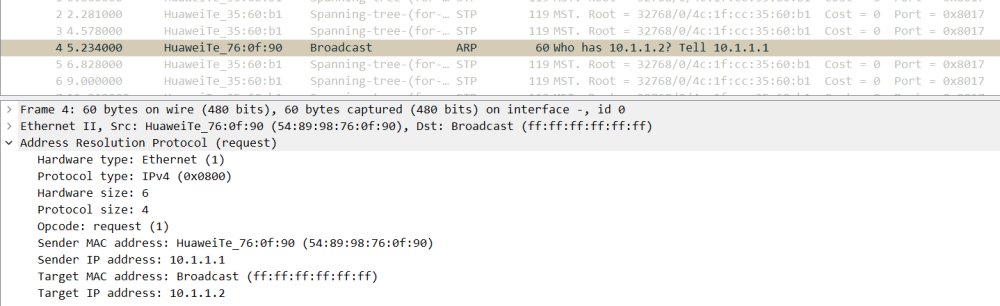 2 2.281000 HuaweiTe_35:60:b1 Spanning-tree-(for-… STP 119 MST. Root = 32768/0/4c:1f:cc:35:60:b1 Cost = 0 Port = 0x8017
3 4.578000 HuaweiTe_35:60:b1 Spanning-tree-(for-… STP 119 MST. Root = 32768/0/4c:1f:cc:35:60:b1 Cost = 0 Port = 0x8017
4 5.234000 HuaweiTe_76:0f:90 Broadcast ARP 60 Who has 10.1.1.2? Tell 10.1.1.1
5 6.828000 HuaweiTe_35:60:b1 Spanning-tree-(for-… STP 119 MST. Root = 32768/0/4c:1f:cc:35:60:b1 Cost = 0 Port = 0x8017
6 9.000000 HuaweiTe_35:60:b1 Spanning-tree-(for-… STP 119 MST. Root = 32768/0/4c:1f:cc:35:60:b1 Cost = 0 Port = 0x8017
Frame 4: 60 bytes on wire (480 bits), 60 bytes captured (480 bits) on interface -, id 0
Ethernet II, Src: HuaweiTe_76:0f:90 (54:89:98:76:0f:90), Dst: Broadcast (ff:ff:ff:ff:ff:ff)
Address Resolution Protocol (request)
Hardware type: Ethernet (1)
Protocol type: IPv4 (0x0800)
Hardware size: 6
Protocol size: 4
Opcode: request (1)
Sender MAC address: HuaweiTe_76:0f:90 (54:89:98:76:0f:90)
Sender IP address: 10.1.1.1
Target MAC address: Broadcast (ff:ff:ff:ff:ff:ff)
Target IP address: 10.1.1.2